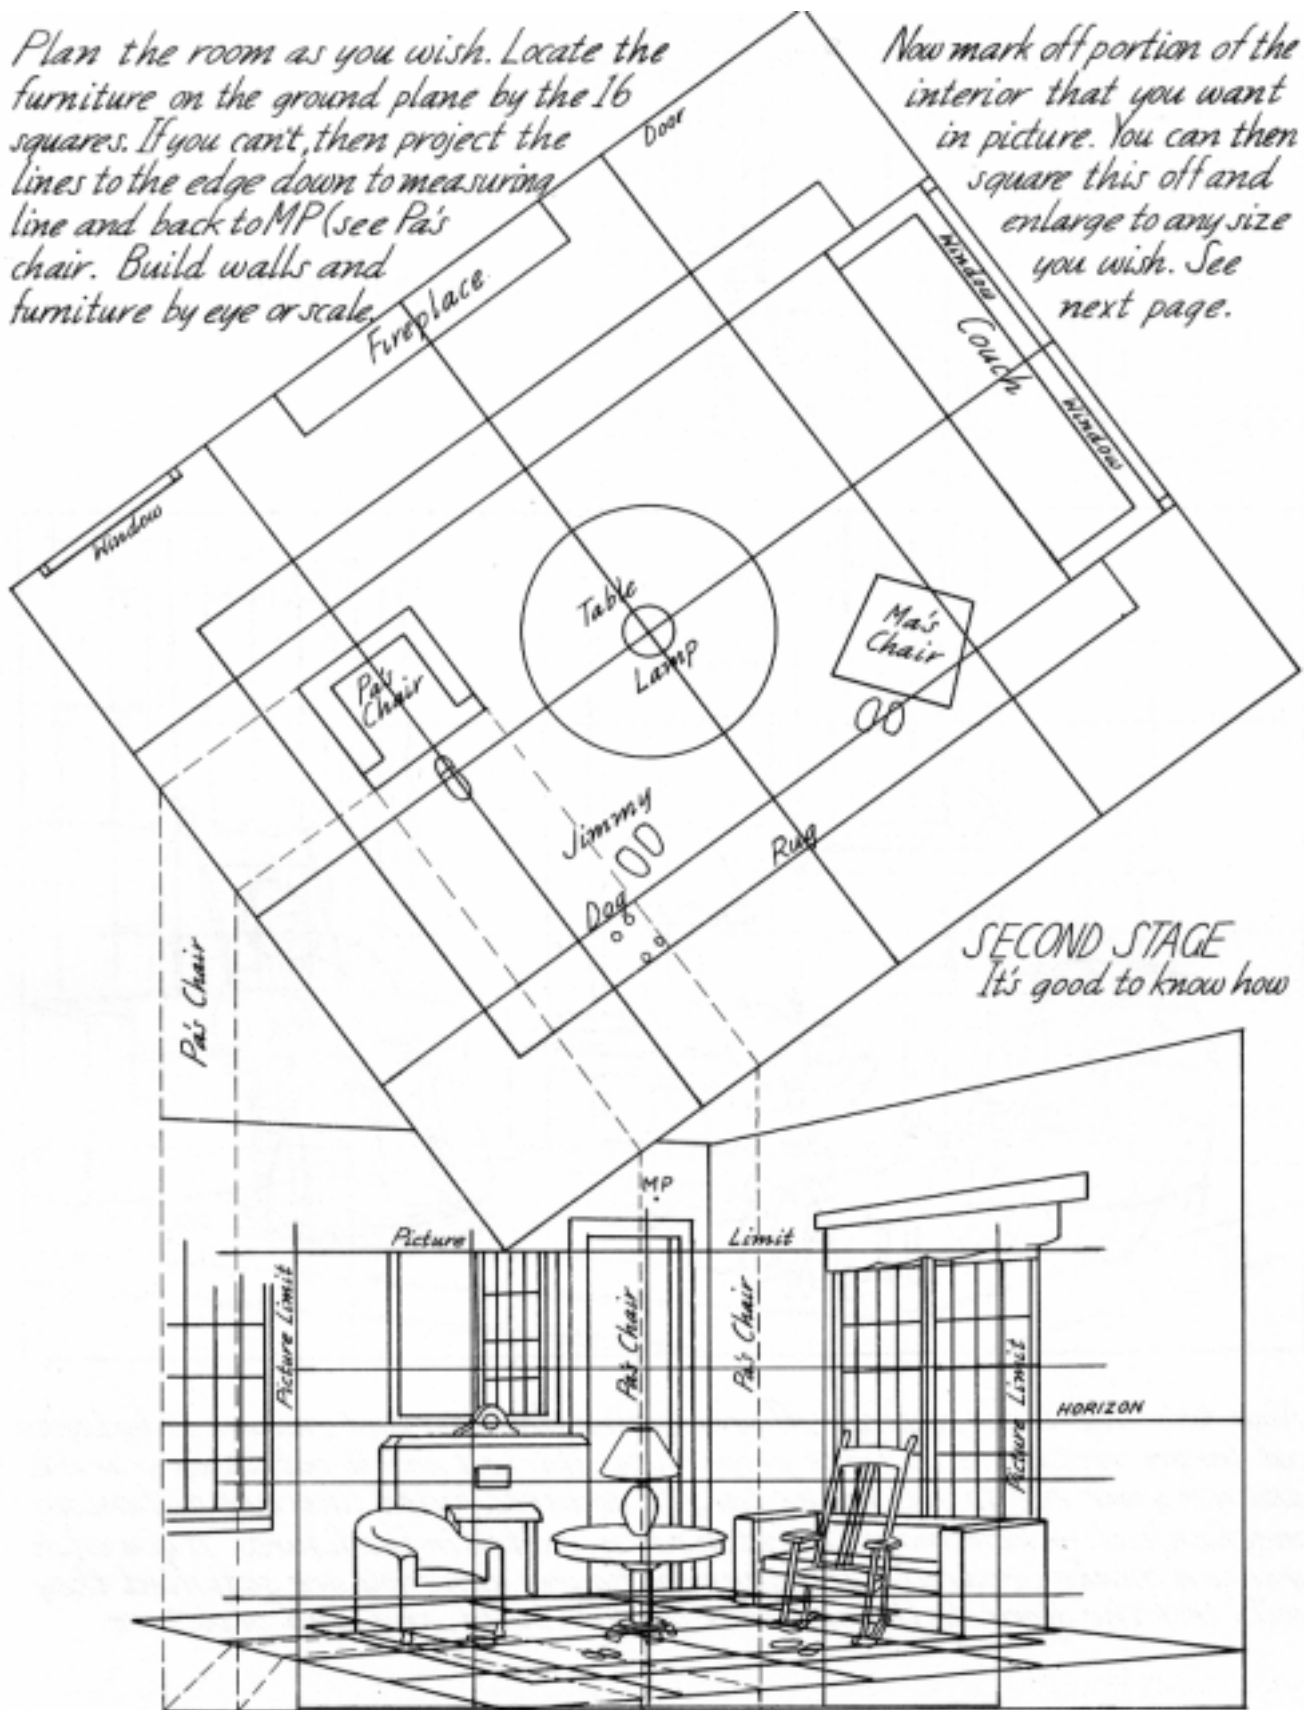 Plan the room as you wish. Locate the
furniture on the ground plane by the 16
squares. If you can't, then project the
lines to the edge down to measuring
line and back to MP (see Pa's
chair. Build walls and
furniture by eye or scale.
Now mark off portion of the
interior that you want
in picture. You can then
square this off and
enlarge to any size
you wish. See
next page.
Door
Window
Couch
Window
Fireplace
Window
Table
Lamp
Ma's
Chair
Pa's
Chair
Jimmy
Dog
Rug
Pa's Chair
SECOND STAGE
It's good to know how
MP
Picture
Limit
Picture Limit
Pa's Chair
Pa's Chair
Picture Limit
HORIZON